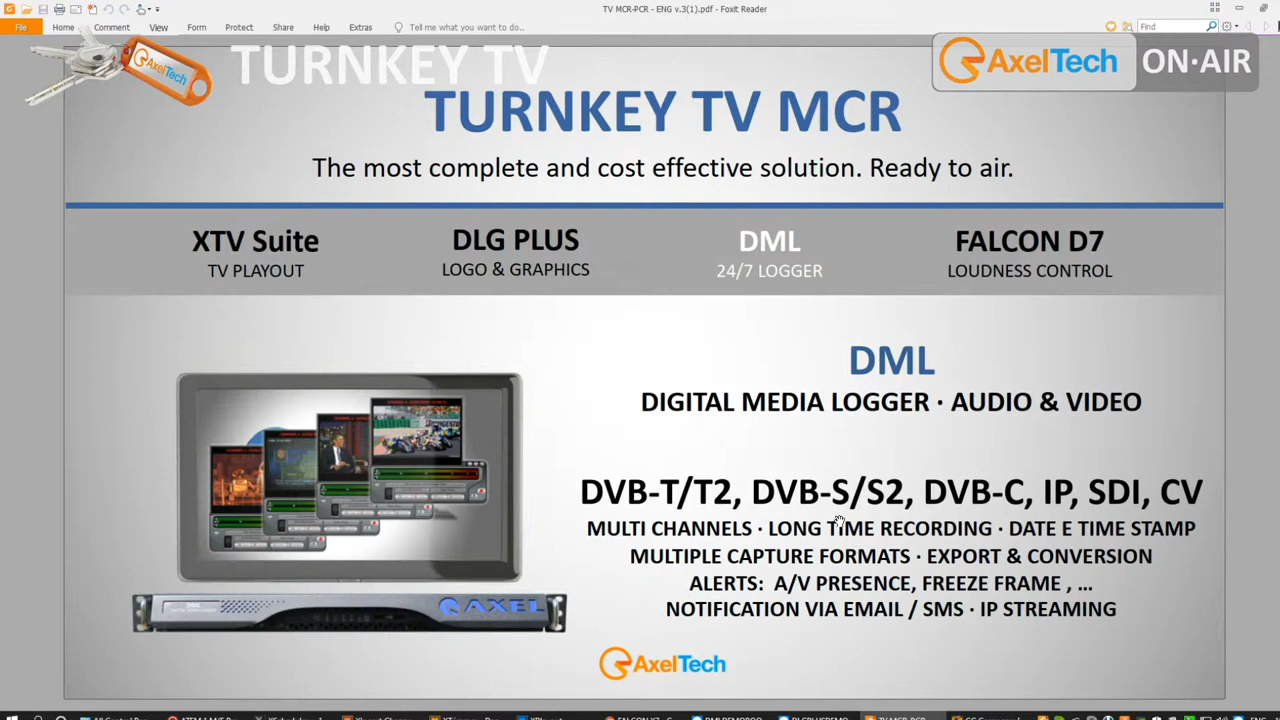 TV MCR-PCR - ENG v.3(1).pdf - Foxit Reader
File Home Comment View Form Protect Share Help Extras Tell me what you want to do... Find
AxelTech
TURNKEY TV
AxelTech ON·AIR
TURNKEY TV MCR
The most complete and cost effective solution. Ready to air.
XTV Suite DLG PLUS DML FALCON D7
TV PLAYOUT LOGO & GRAPHICS 24/7 LOGGER LOUDNESS CONTROL
DML
DIGITAL MEDIA LOGGER · AUDIO & VIDEO
DVB-T/T2, DVB-S/S2, DVB-C, IP, SDI, CV
MULTI CHANNELS · LONG TIME RECORDING · DATE E TIME STAMP
MULTIPLE CAPTURE FORMATS · EXPORT & CONVERSION
ALERTS: A/V PRESENCE, FREEZE FRAME , ...
NOTIFICATION VIA EMAIL / SMS · IP STREAMING
DML
AXEL
AxelTech